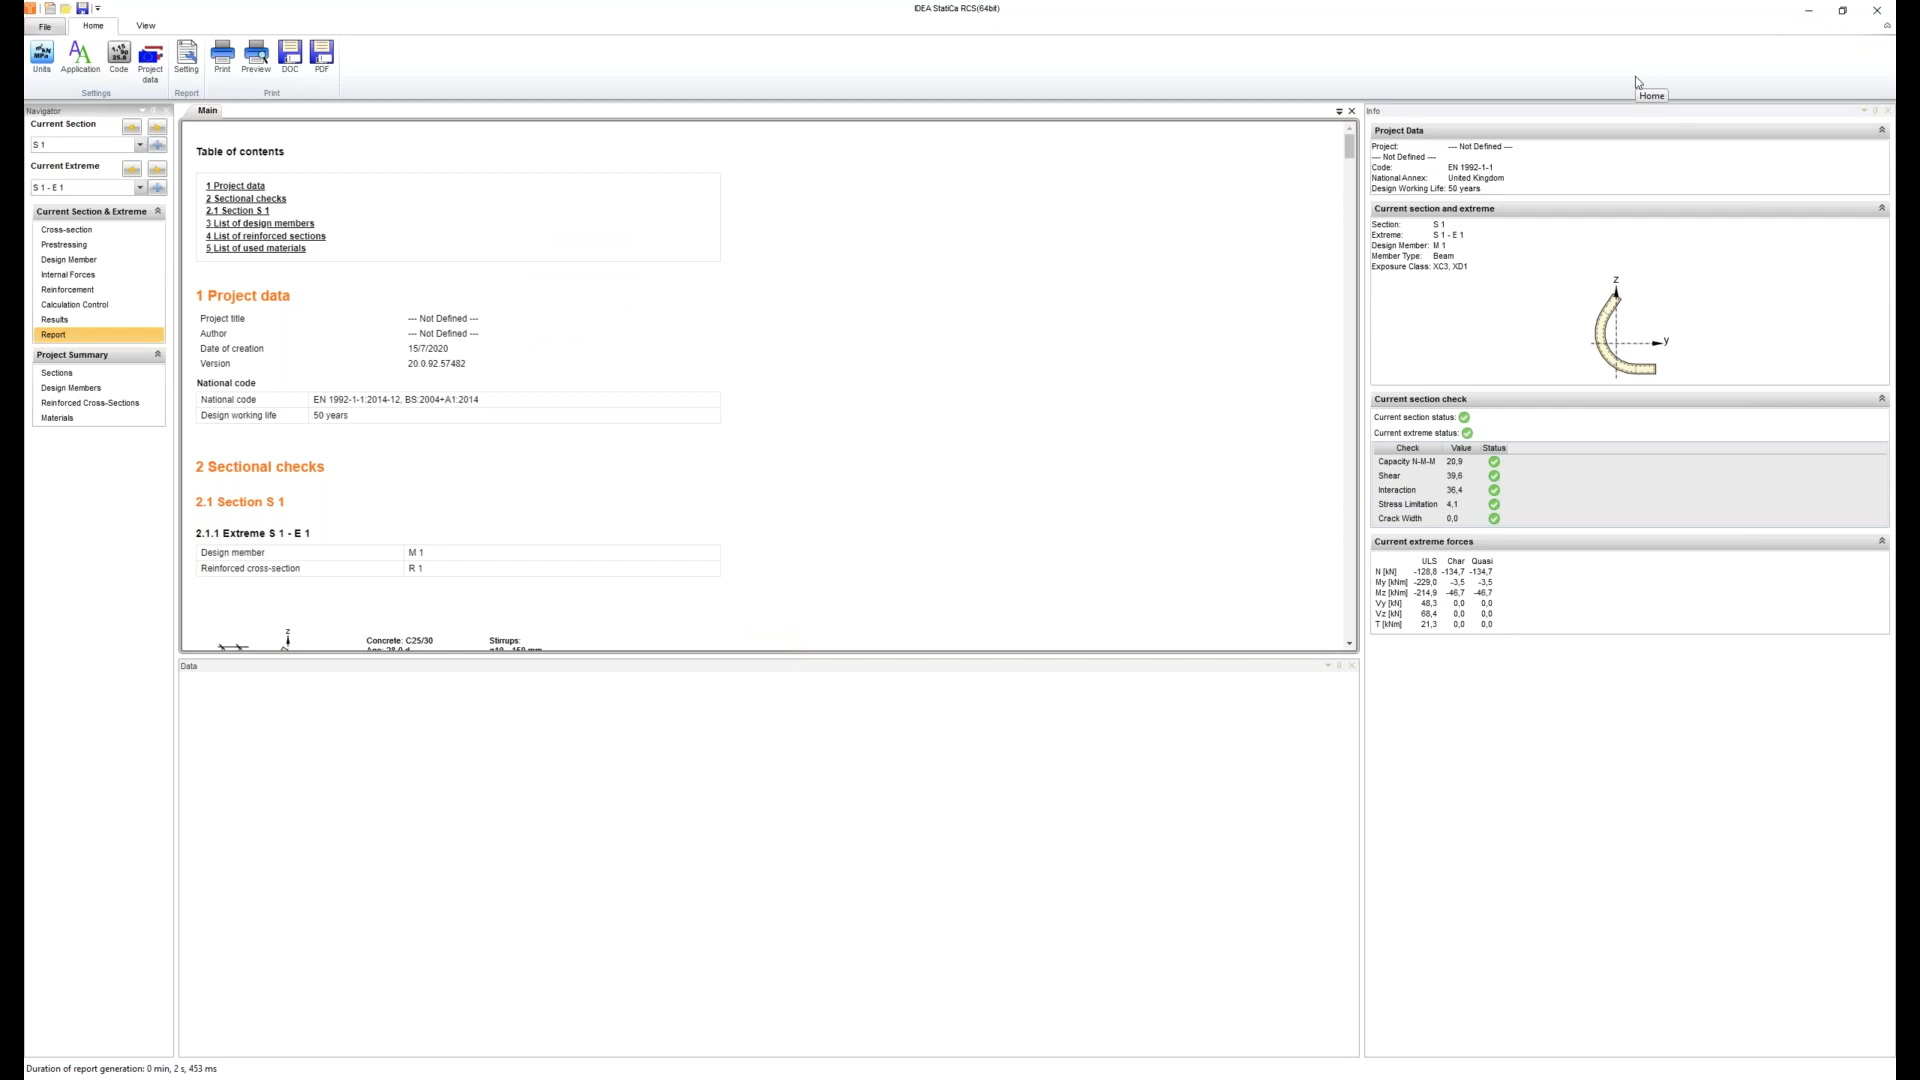 IDEA StatiCa RCS(64bit)
File Home View
Units Application Code Project data Setting Print Preview DOC PDF
Settings Report Print
Home
Navigator
Current Section
S 1
Current Extreme
S 1 - E 1
Current Section & Extreme
Cross-section
Prestressing
Design Member
Internal Forces
Reinforcement
Calculation Control
Results
Report
Project Summary
Sections
Design Members
Reinforced Cross-Sections
Materials
Main
Table of contents
1 Project data
2 Sectional checks
2.1 Section S 1
3 List of design members
4 List of reinforced sections
5 List of used materials
1 Project data
Project title --- Not Defined ---
Author --- Not Defined ---
Date of creation 15/7/2020
Version 20.0.92.57482
National code
National code EN 1992-1-1:2014-12, BS:2004+A1:2014
Design working life 50 years
2 Sectional checks
2.1 Section S 1
2.1.1 Extreme S 1 - E 1
Design member M 1
Reinforced cross-section R 1
z
Concrete: C25/30 Stirrups:
Age: 28.0 d ø10 - 150 mm
Data
Info
Project Data
Project: --- Not Defined ---
--- Not Defined ---
Code: EN 1992-1-1
National Annex: United Kingdom
Design Working Life: 50 years
Current section and extreme
Section: S 1
Extreme: S 1 - E 1
Design Member: M 1
Member Type: Beam
Exposure Class: XC3, XD1
z
y
Current section check
Current section status:
Current extreme status:
Check Value Status
Capacity N-M-M 20,9
Shear 39,6
Interaction 36,4
Stress Limitation 4,1
Crack Width 0,0
Current extreme forces
ULS Char Quasi
N [kN] -128,8 -134,7 -134,7
My [kNm] -229,0 -3,5 -3,5
Mz [kNm] -214,9 -46,7 -46,7
Vy [kN] 48,3 0,0 0,0
Vz [kN] 68,4 0,0 0,0
T [kNm] 21,3 0,0 0,0
Duration of report generation: 0 min, 2 s, 453 ms